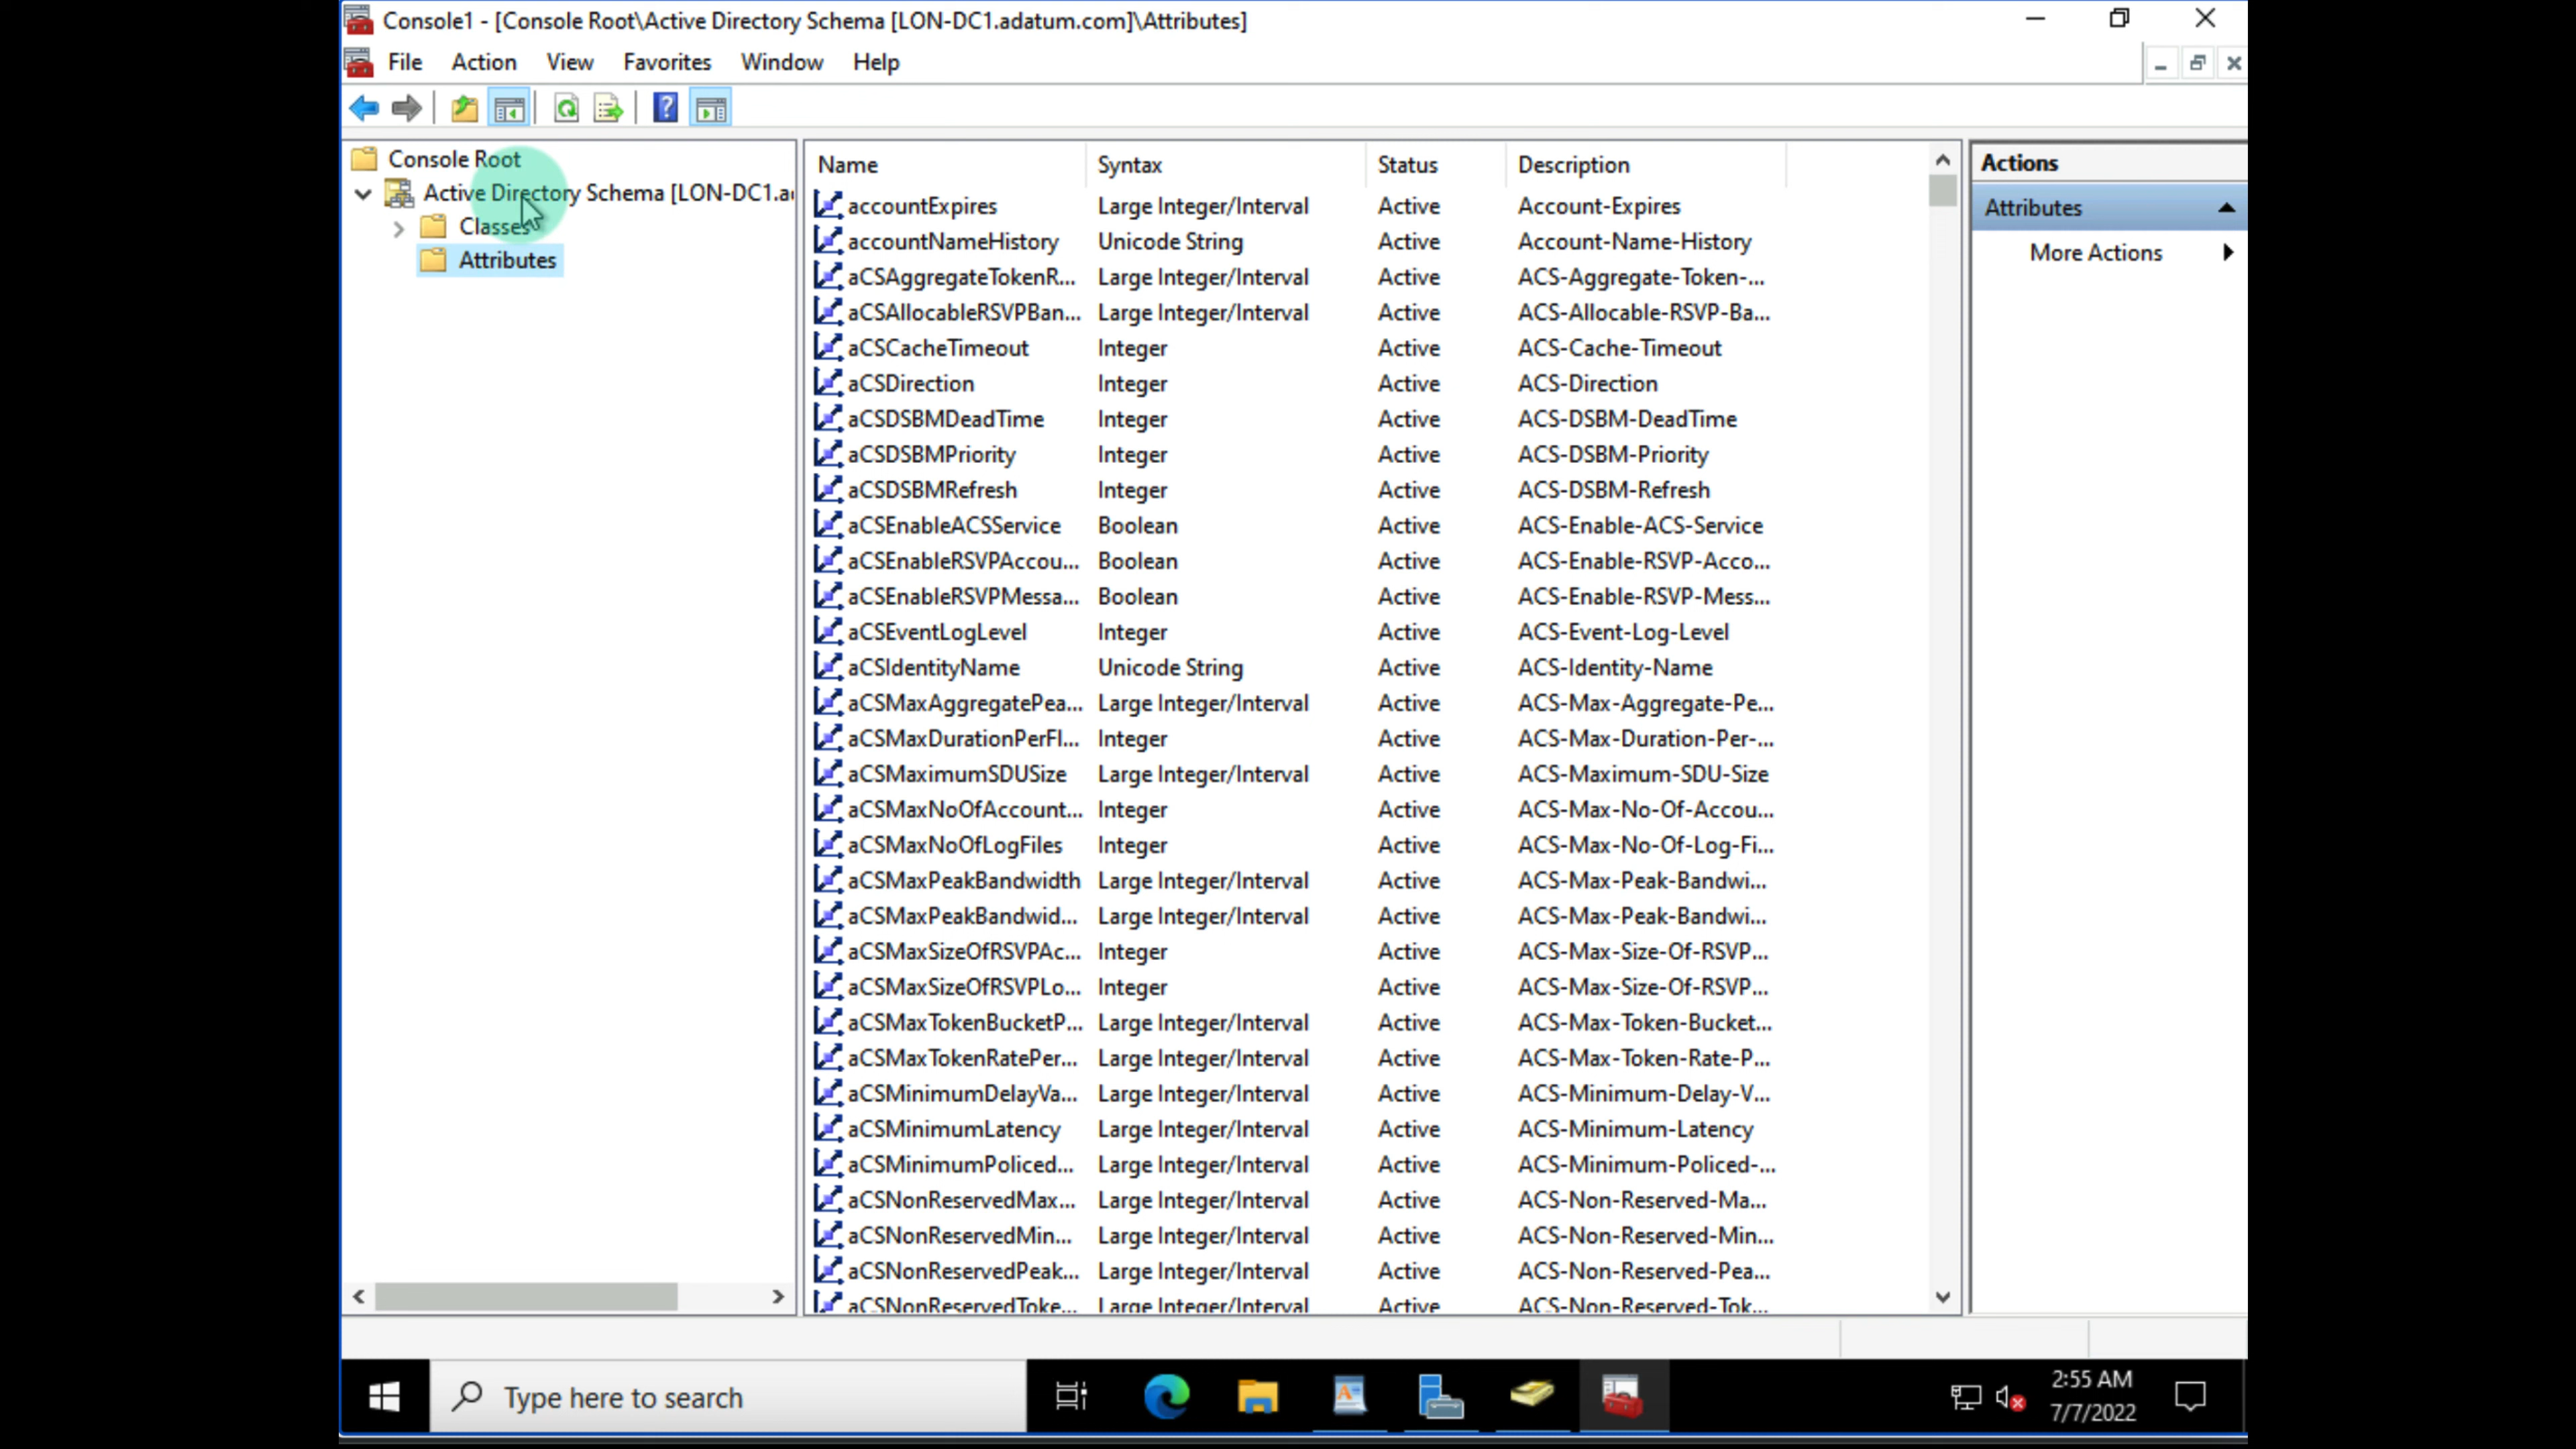 Console1 - [Console Root\Active Directory Schema [LON-DC1.adatum.com]\Attributes]
File Action View Favorites Window Help
Console Root
Active Directory Schema [LON-DC1.a
Classes
Attributes
Name Syntax Status Description
accountExpires Large Integer/Interval Active Account-Expires
accountNameHistory Unicode String Active Account-Name-History
aCSAggregateTokenR... Large Integer/Interval Active ACS-Aggregate-Token-...
aCSAllocableRSVPBan... Large Integer/Interval Active ACS-Allocable-RSVP-Ba...
aCSCacheTimeout Integer Active ACS-Cache-Timeout
aCSDirection Integer Active ACS-Direction
aCSDSBMDeadTime Integer Active ACS-DSBM-DeadTime
aCSDSBMPriority Integer Active ACS-DSBM-Priority
aCSDSBMRefresh Integer Active ACS-DSBM-Refresh
aCSEnableACSService Boolean Active ACS-Enable-ACS-Service
aCSEnableRSVPAccou... Boolean Active ACS-Enable-RSVP-Acco...
aCSEnableRSVPMessa... Boolean Active ACS-Enable-RSVP-Mess...
aCSEventLogLevel Integer Active ACS-Event-Log-Level
aCSIdentityName Unicode String Active ACS-Identity-Name
aCSMaxAggregatePea... Large Integer/Interval Active ACS-Max-Aggregate-Pe...
aCSMaxDurationPerFl... Integer Active ACS-Max-Duration-Per-...
aCSMaximumSDUSize Large Integer/Interval Active ACS-Maximum-SDU-Size
aCSMaxNoOfAccount... Integer Active ACS-Max-No-Of-Accou...
aCSMaxNoOfLogFiles Integer Active ACS-Max-No-Of-Log-Fi...
aCSMaxPeakBandwidth Large Integer/Interval Active ACS-Max-Peak-Bandwi...
aCSMaxPeakBandwid... Large Integer/Interval Active ACS-Max-Peak-Bandwi...
aCSMaxSizeOfRSVPAc... Integer Active ACS-Max-Size-Of-RSVP...
aCSMaxSizeOfRSVPLo... Integer Active ACS-Max-Size-Of-RSVP...
aCSMaxTokenBucketP... Large Integer/Interval Active ACS-Max-Token-Bucket...
aCSMaxTokenRatePer... Large Integer/Interval Active ACS-Max-Token-Rate-P...
aCSMinimumDelayVa... Large Integer/Interval Active ACS-Minimum-Delay-V...
aCSMinimumLatency Large Integer/Interval Active ACS-Minimum-Latency
aCSMinimumPoliced... Large Integer/Interval Active ACS-Minimum-Policed-...
aCSNonReservedMax... Large Integer/Interval Active ACS-Non-Reserved-Ma...
aCSNonReservedMin... Large Integer/Interval Active ACS-Non-Reserved-Min...
aCSNonReservedPeak... Large Integer/Interval Active ACS-Non-Reserved-Pea...
aCSNonReservedToke... Large Integer/Interval Active ACS-Non-Reserved-Tok...
Actions
Attributes
More Actions
Type here to search
2:55 AM
7/7/2022